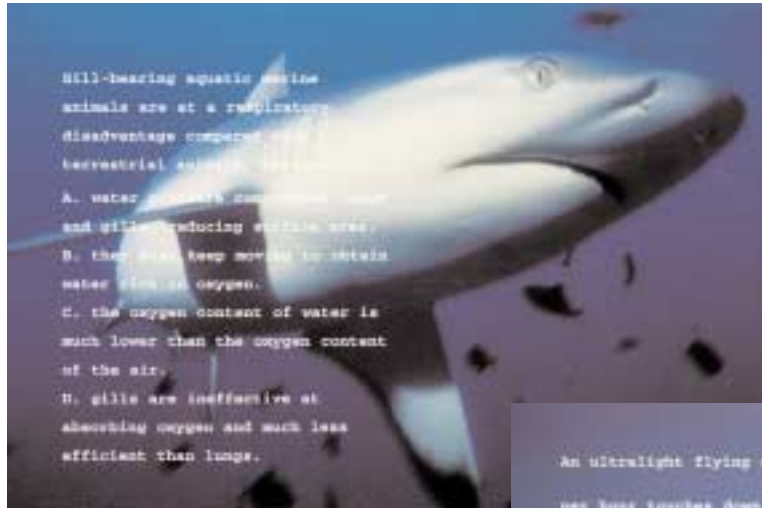 Gill-bearing aquatic marine
animals are at a respiratory
disadvantage compared
terrestrial
A. water
and gills reducing surface area.
B. they must keep moving to obtain
water rich in oxygen.
C. the oxygen content of water is
much lower than the oxygen content
of the air.
D. gills are ineffective at
absorbing oxygen and much less
efficient than lungs.
An ultralight flying
per hour touches down